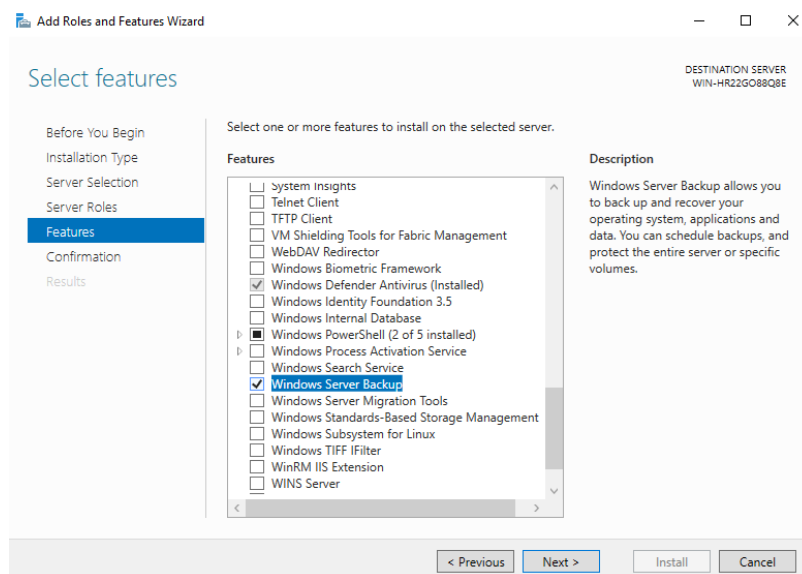 Add Roles and Features Wizard
Select features
DESTINATION SERVER
WIN-HR22GO88Q8E
Before You Begin
Installation Type
Server Selection
Server Roles
Features
Confirmation
Results
Select one or more features to install on the selected server.
Features
System Insights
Telnet Client
TFTP Client
VM Shielding Tools for Fabric Management
WebDAV Redirector
Windows Biometric Framework
Windows Defender Antivirus (Installed)
Windows Identity Foundation 3.5
Windows Internal Database
Windows PowerShell (2 of 5 installed)
Windows Process Activation Service
Windows Search Service
Windows Server Backup
Windows Server Migration Tools
Windows Standards-Based Storage Management
Windows Subsystem for Linux
Windows TIFF IFilter
WinRM IIS Extension
WINS Server
Description
Windows Server Backup allows you
to back up and recover your
operating system, applications and
data. You can schedule backups, and
protect the entire server or specific
volumes.
< Previous
Next >
Install
Cancel